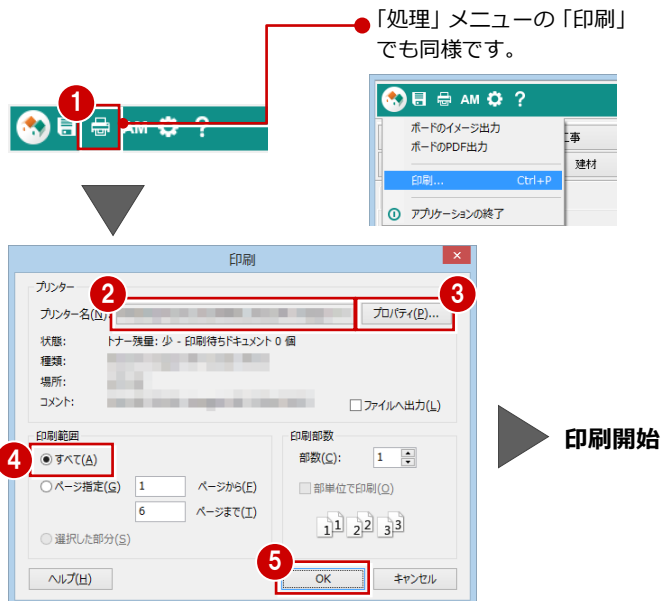 「処理」メニューの「印刷」
でも同様です。
1
AM ?
AM ?
ボードのイメージ出力
ボードのPDF出力
工事
建材
印刷... Ctrl+P
アプリケーションの終了
印刷
プリンター
2
3
プリンター名(N):
プロパティ(P)...
状態: トナー残量: 少 - 印刷待ちドキュメント 0 個
種類:
場所:
コメント:
ファイルへ出力(L)
印刷範囲
4
すべて(A)
ページ指定(G) 1 ページから(F)
6 ページまで(T)
選択した部分(S)
印刷部数
部数(C): 1
部単位で印刷(O)
1 1 2 2 3 3
5
ヘルプ(H)
OK
キャンセル
印刷開始